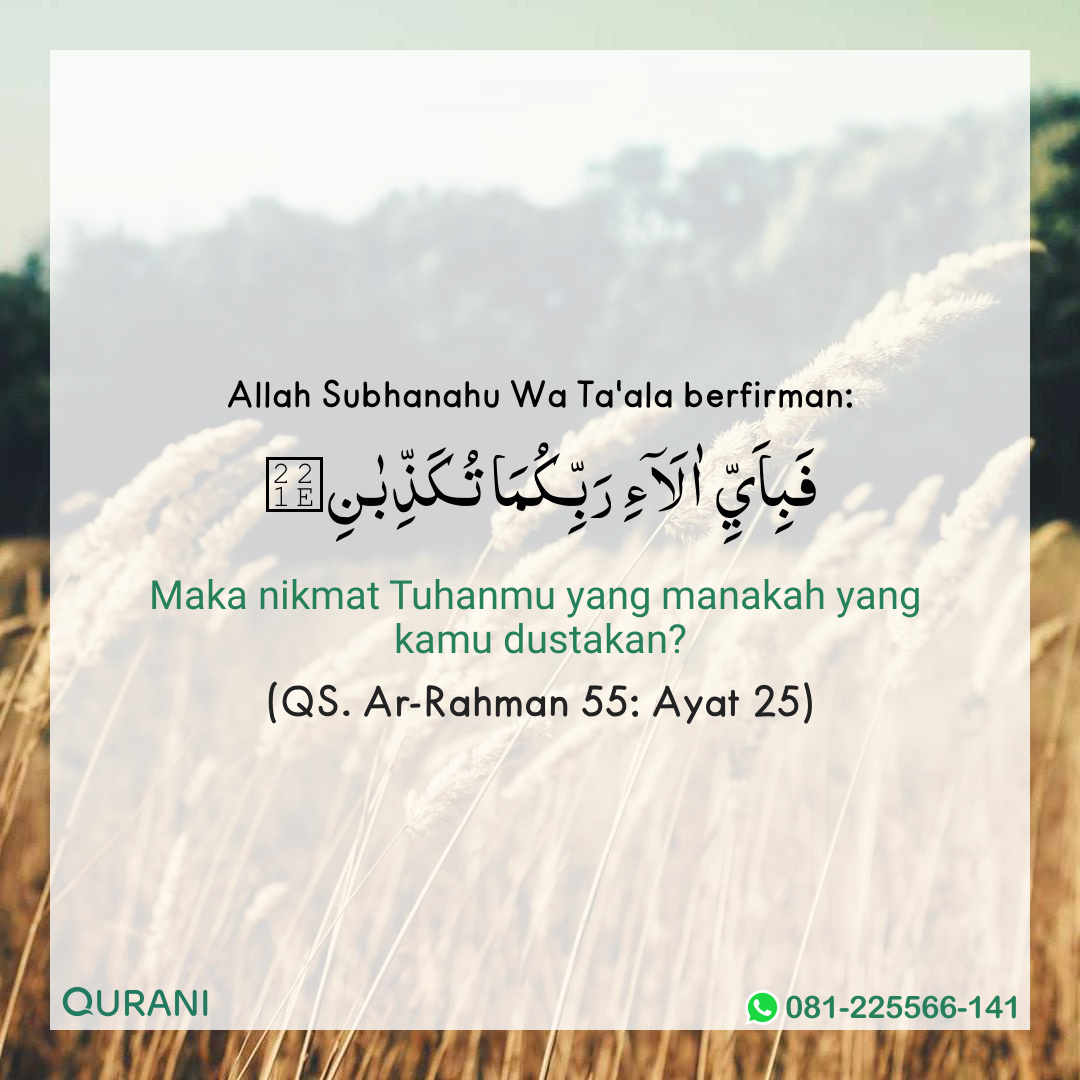 Allah Subhanahu Wa Ta'ala berfirman:
فَبِاَيِّ اٰلَاۤءِ رَبِّكُمَا تُكَذِّبٰنِ
Maka nikmat Tuhanmu yang manakah yang
kamu dustakan?
(QS. Ar-Rahman 55: Ayat 25)
QURANI
081-225566-141